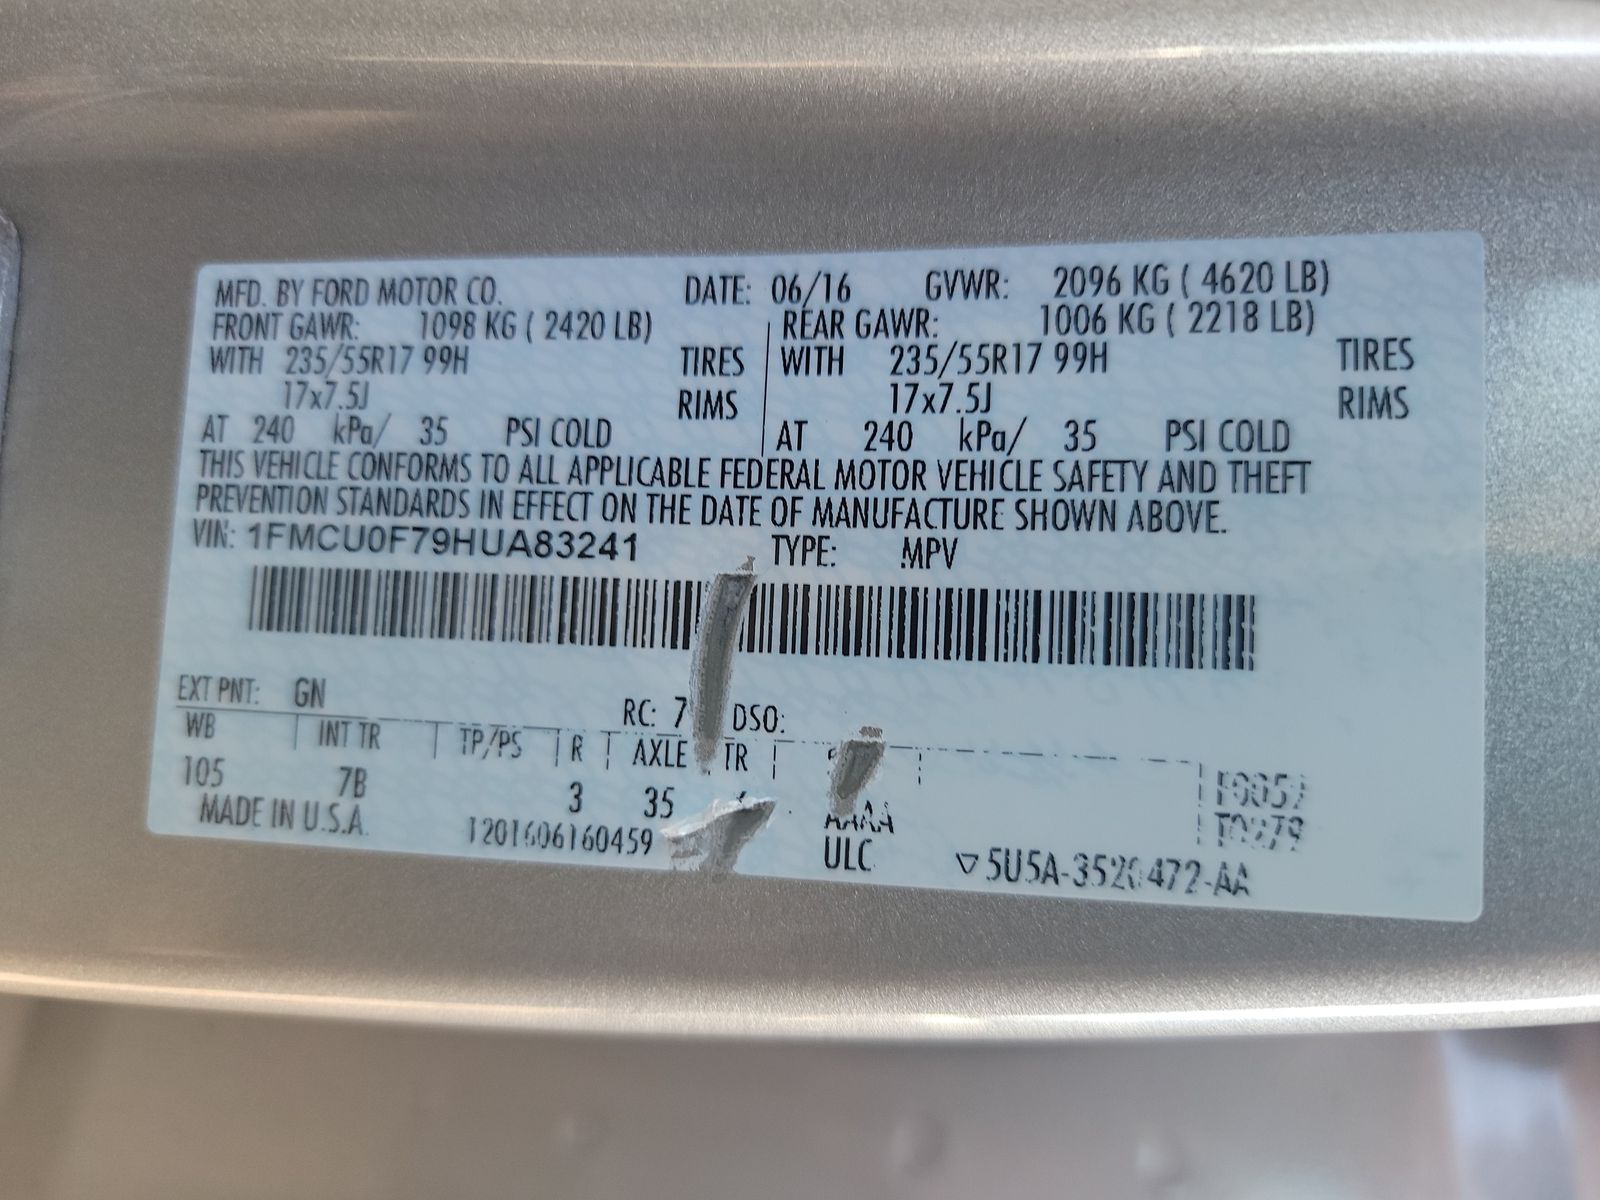 MFD. BY FORD MOTOR CO. DATE: 06/16 GVWR: 2096 KG ( 4620 LB)
FRONT GAWR: 1098 KG ( 2420 LB) REAR GAWR: 1006 KG ( 2218 LB)
WITH 235/55R17 99H TIRES WITH 235/55R17 99H TIRES
17x7.5J RIMS 17x7.5J RIMS
AT 240 kPa/ 35 PSI COLD AT 240 kPa/ 35 PSI COLD
THIS VEHICLE CONFORMS TO ALL APPLICABLE FEDERAL MOTOR VEHICLE SAFETY AND THEFT
PREVENTION STANDARDS IN EFFECT ON THE DATE OF MANUFACTURE SHOWN ABOVE.
VIN: 1FMCU0F79HUA83241 TYPE: MPV
EXT PNT: GN RC: 7 DSO:
WB INT TR TP/PS R AXLE TR
105 7B 3 35 AAAA
MADE IN U.S.A. 1201606160459 ULC ▽5U5A-3520472-AA